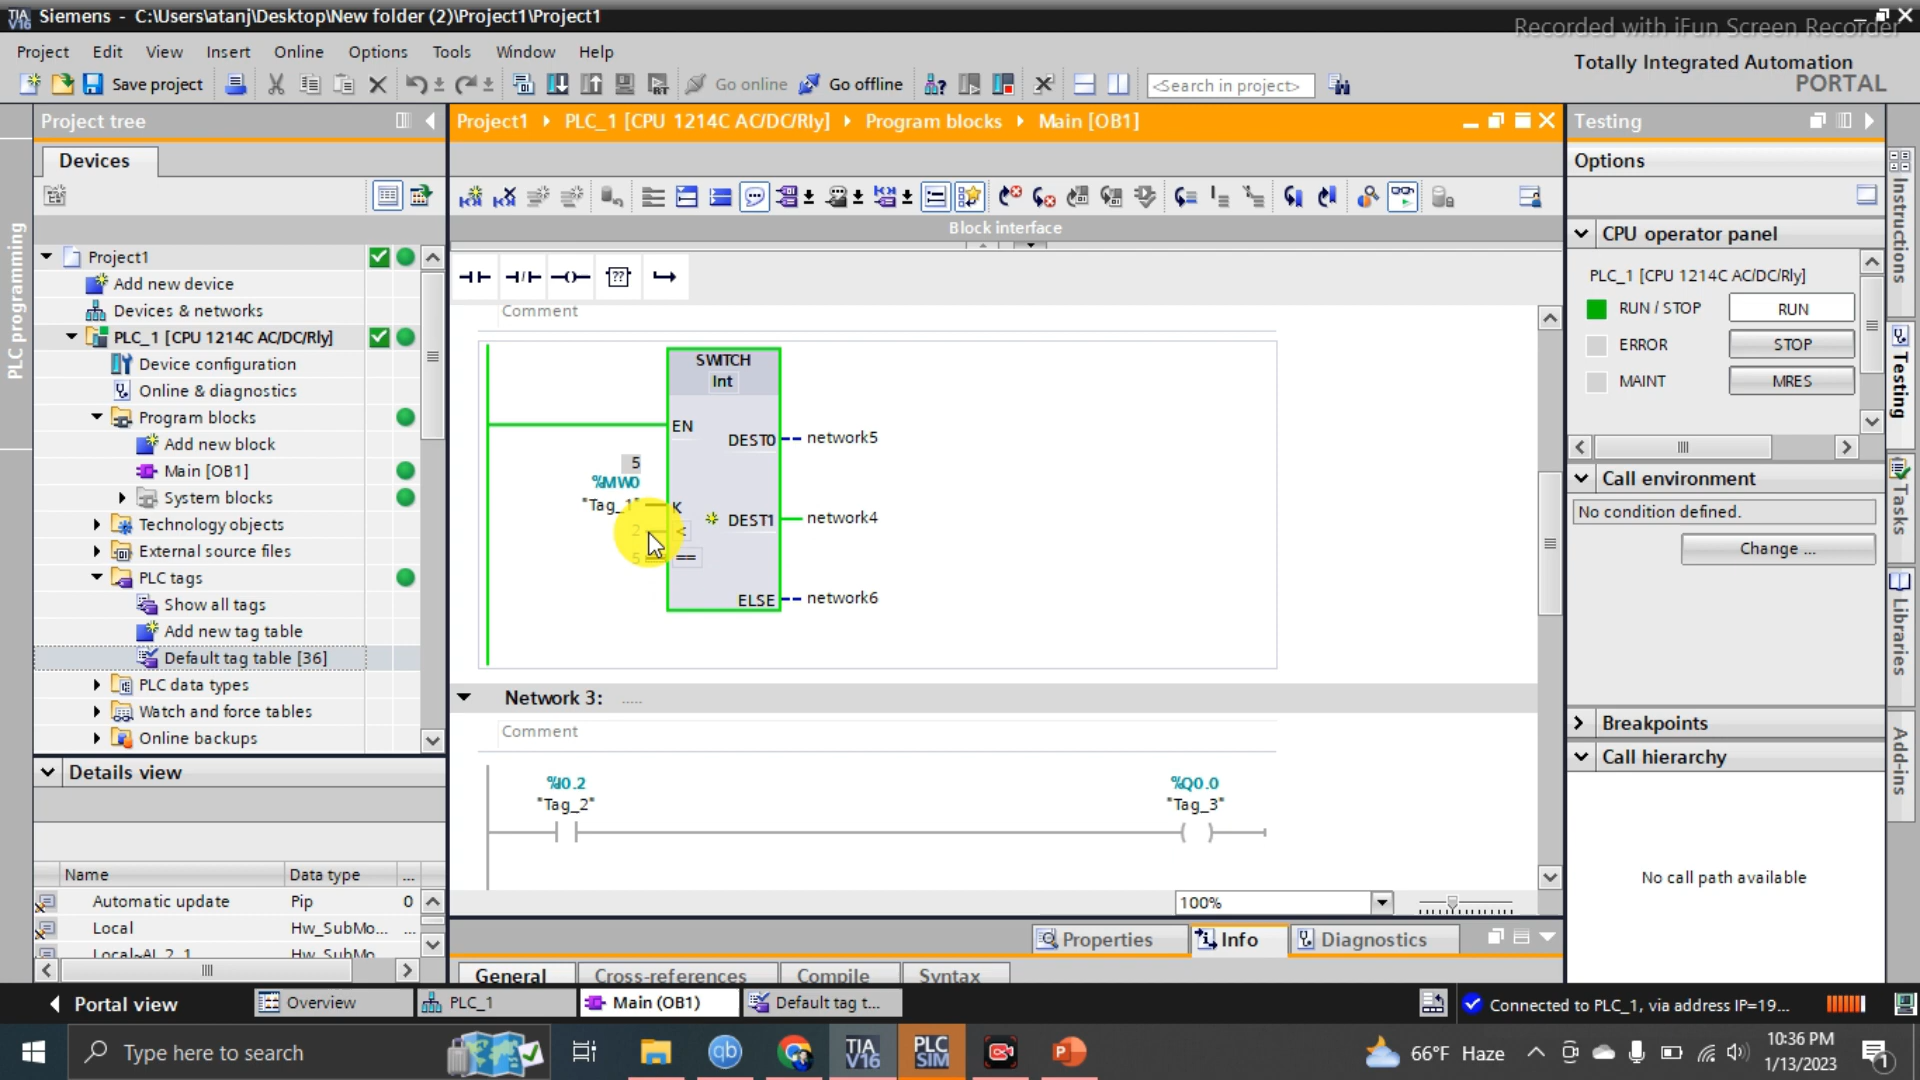 Siemens - C:\Users\atanj\Desktop\New folder (2)\Project1\Project1
Recorded with iFun Screen Recorder
Project Edit View Insert Online Options Tools Window Help
Totally Integrated Automation
PORTAL
Save project
Go online
Go offline
<Search in project>
Project tree
Project1 PLC_1 [CPU 1214C AC/DC/Rly] Program blocks Main [OB1]
Testing
Devices
Options
Block interface
PLC programming
Project1
Add new device
Devices & networks
PLC_1 [CPU 1214C AC/DC/Rly]
Device configuration
Online & diagnostics
Program blocks
Add new block
Main [OB1]
System blocks
Technology objects
External source files
PLC tags
Show all tags
Add new tag table
Default tag table [36]
PLC data types
Watch and force tables
Online backups
Details view
Name Data type ...
Automatic update Pip 0
Local Hw_SubMo... ...
Local~AI_2_1 Hw_SubMo
??
Comment
SWITCH
Int
EN
DEST0 network5
5
%MW0
"Tag_1" K
DEST1 network4
2 <
5 ==
ELSE network6
Network 3: .....
Comment
%I0.2
"Tag_2"
%Q0.0
"Tag_3"
100%
Properties
Info
Diagnostics
General Cross-references Compile Syntax
CPU operator panel
PLC_1 [CPU 1214C AC/DC/Rly]
RUN / STOP RUN
ERROR STOP
MAINT MRES
Call environment
No condition defined.
Change ...
Breakpoints
Call hierarchy
No call path available
Instructions
Testing
Tasks
Libraries
Add-ins
Portal view
Overview
PLC_1
Main (OB1)
Default tag t...
Connected to PLC_1, via address IP=19...
Type here to search
qb
TIA
V16
PLC
SIM
66°F Haze
10:36 PM
1/13/2023
1